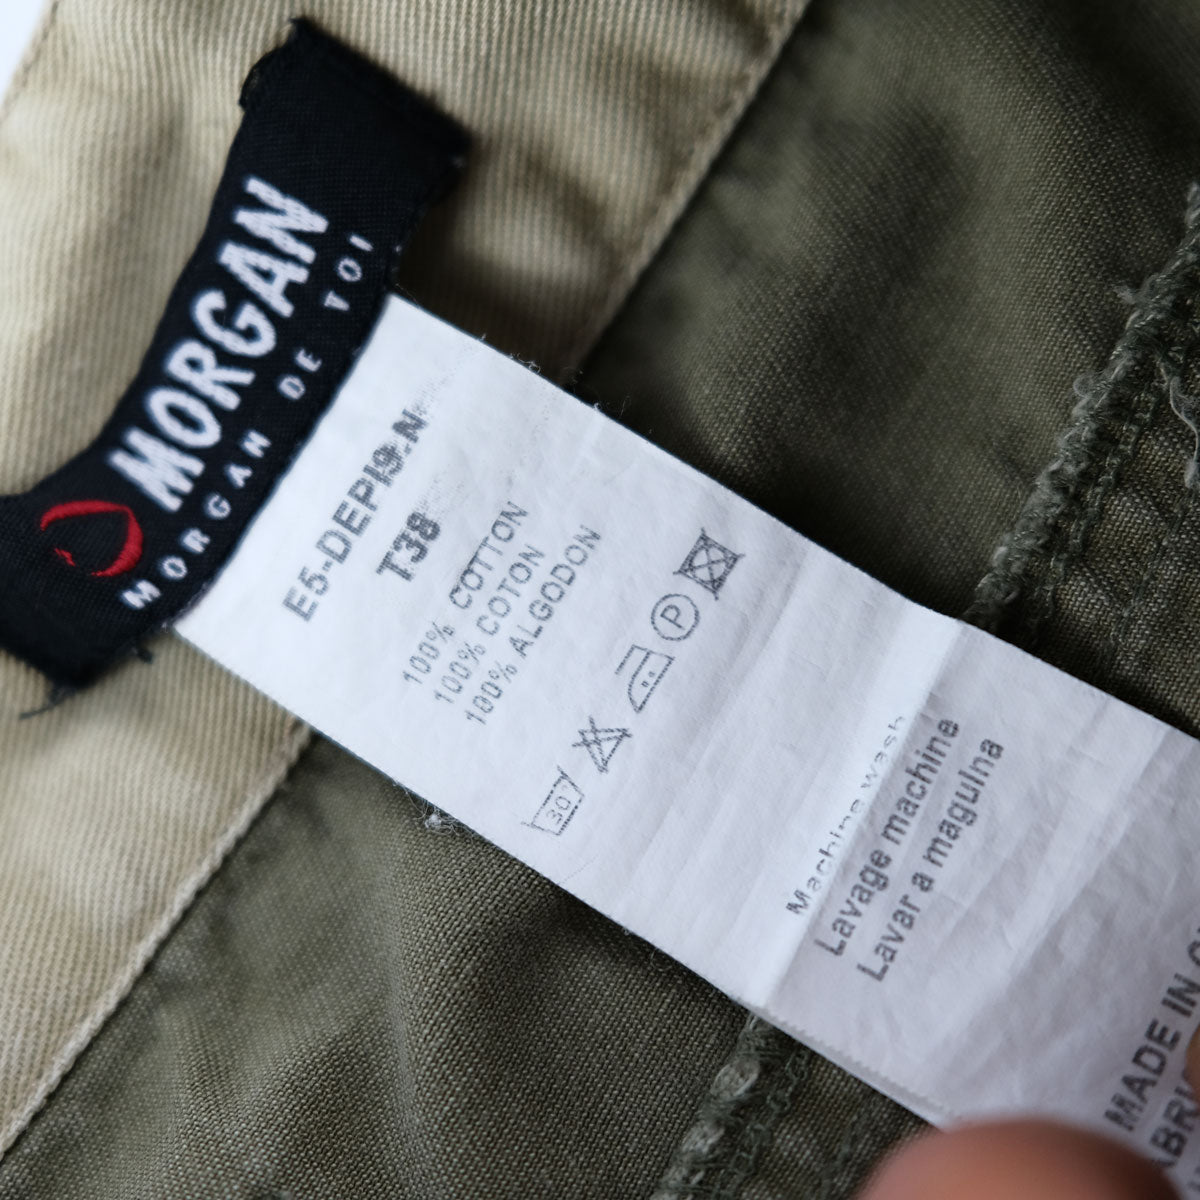 MORGAN
MORGAN DE TOI
E5-DEPI9-N
T38
100% COTTON
100% COTON
100% ALGODON
30°
P
Machine wash
Lavage machine
Lavar a maguina
MADE IN